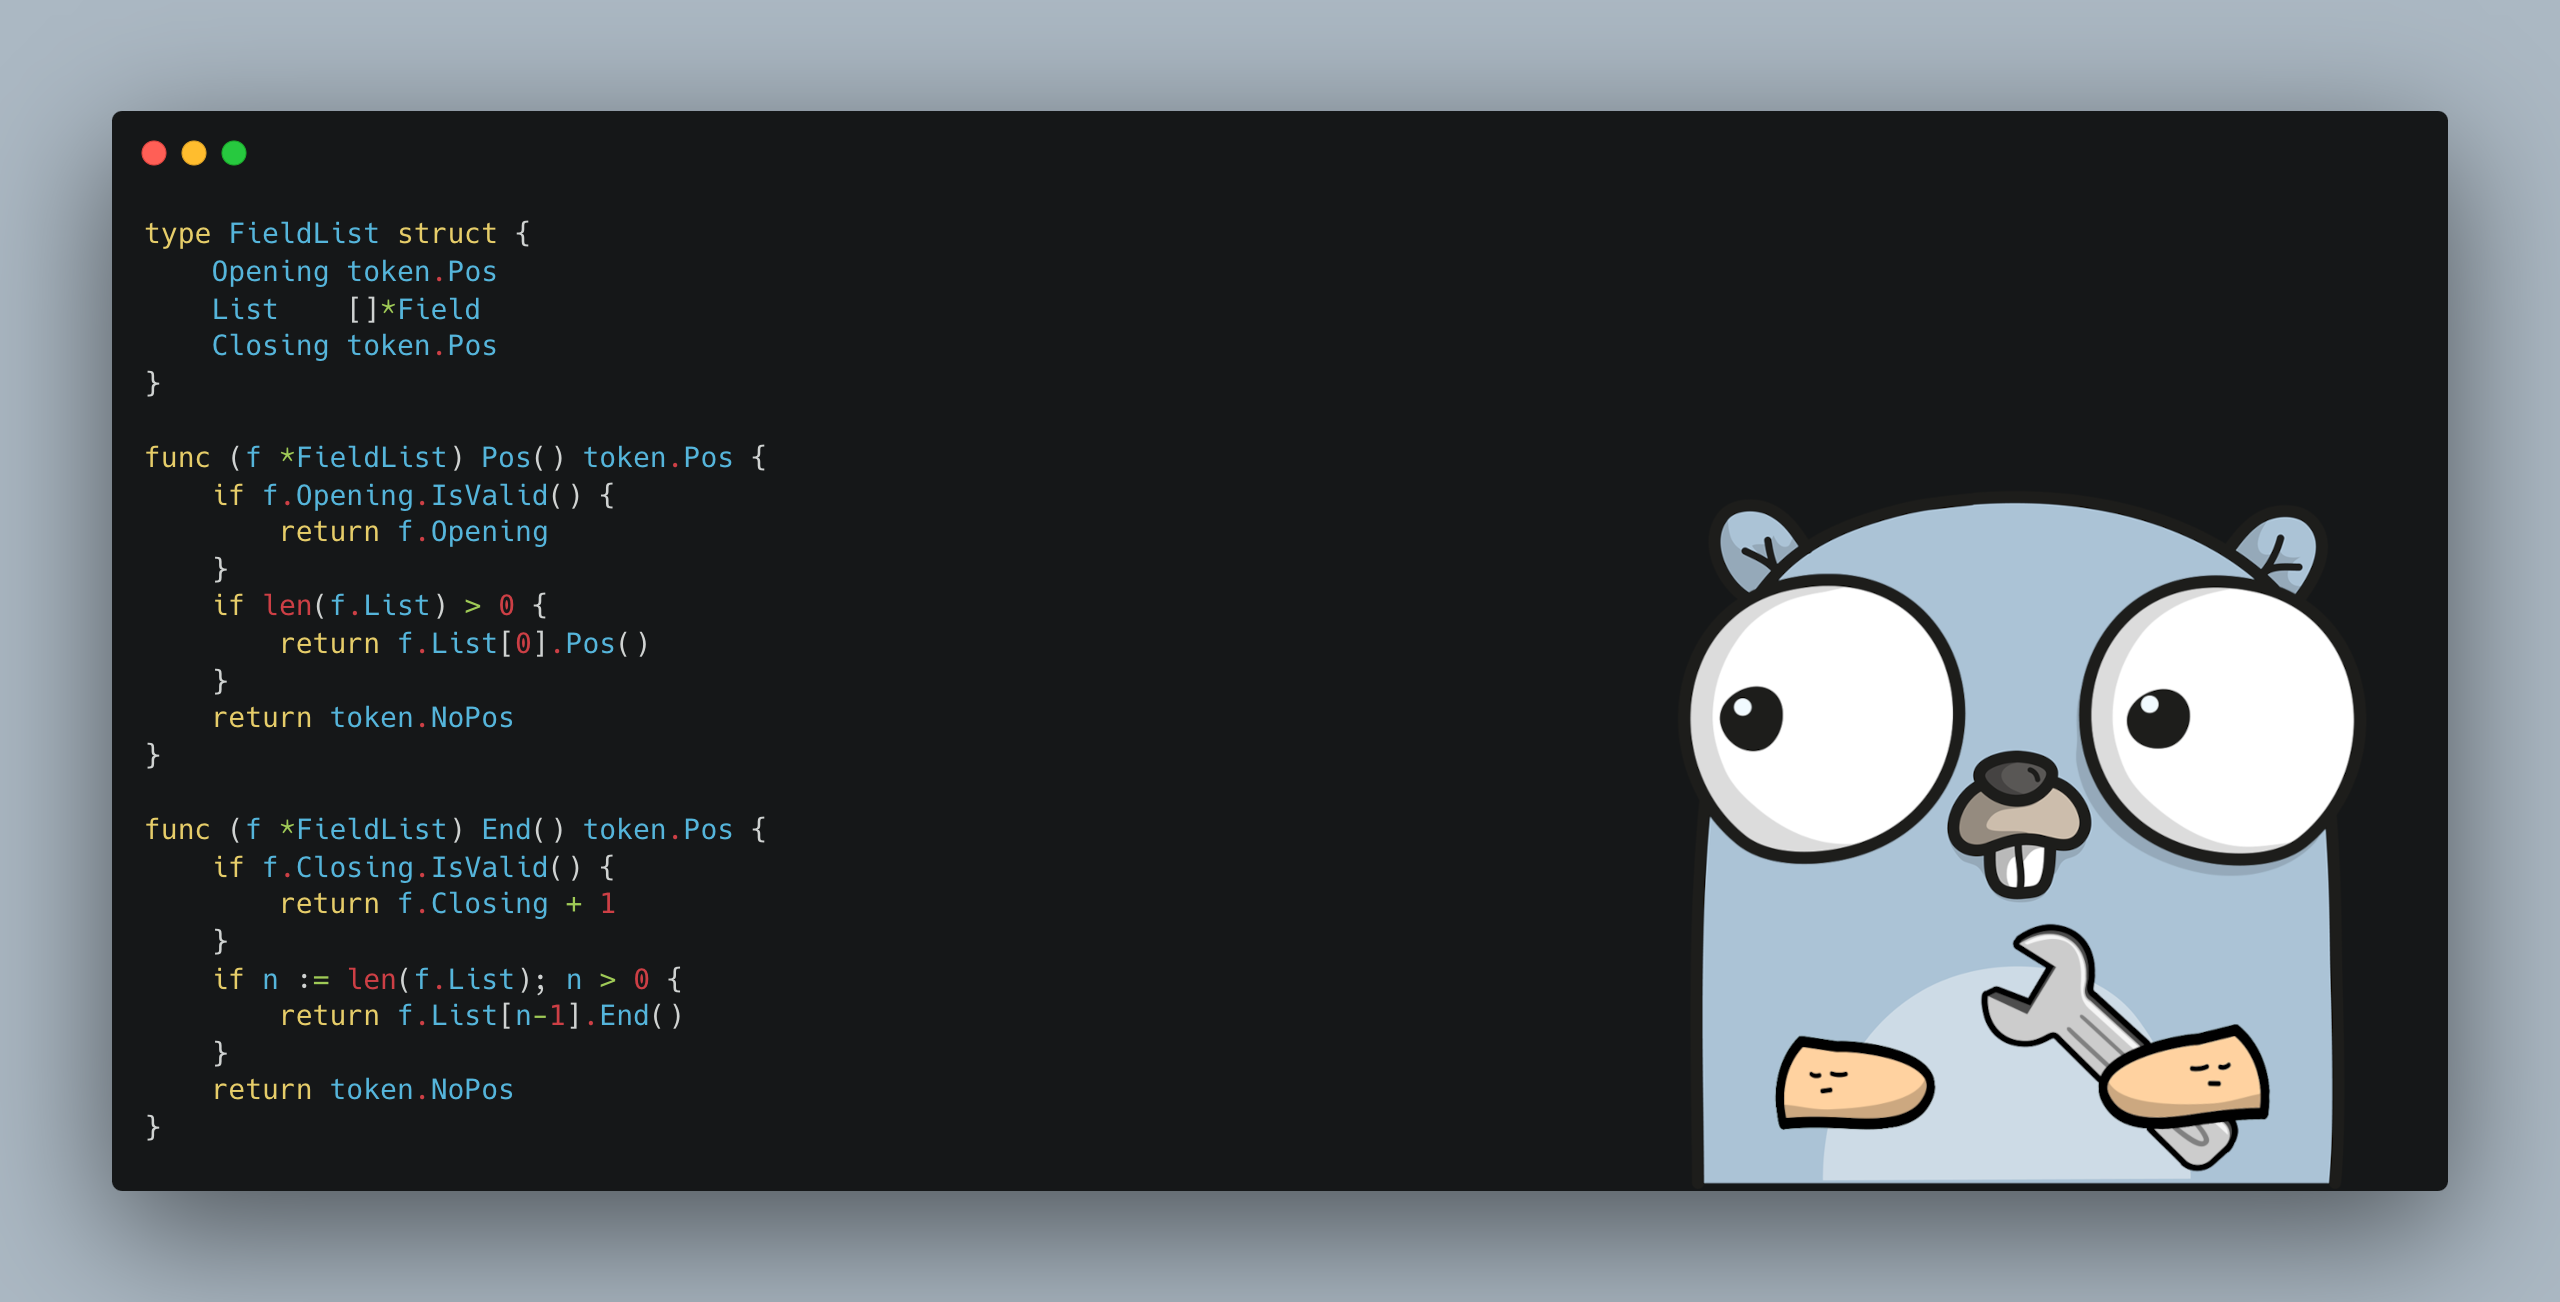 type FieldList struct {
    Opening token.Pos
    List    []*Field
    Closing token.Pos
}

func (f *FieldList) Pos() token.Pos {
    if f.Opening.IsValid() {
        return f.Opening
    }
    if len(f.List) > 0 {
        return f.List[0].Pos()
    }
    return token.NoPos
}

func (f *FieldList) End() token.Pos {
    if f.Closing.IsValid() {
        return f.Closing + 1
    }
    if n := len(f.List); n > 0 {
        return f.List[n-1].End()
    }
    return token.NoPos
}